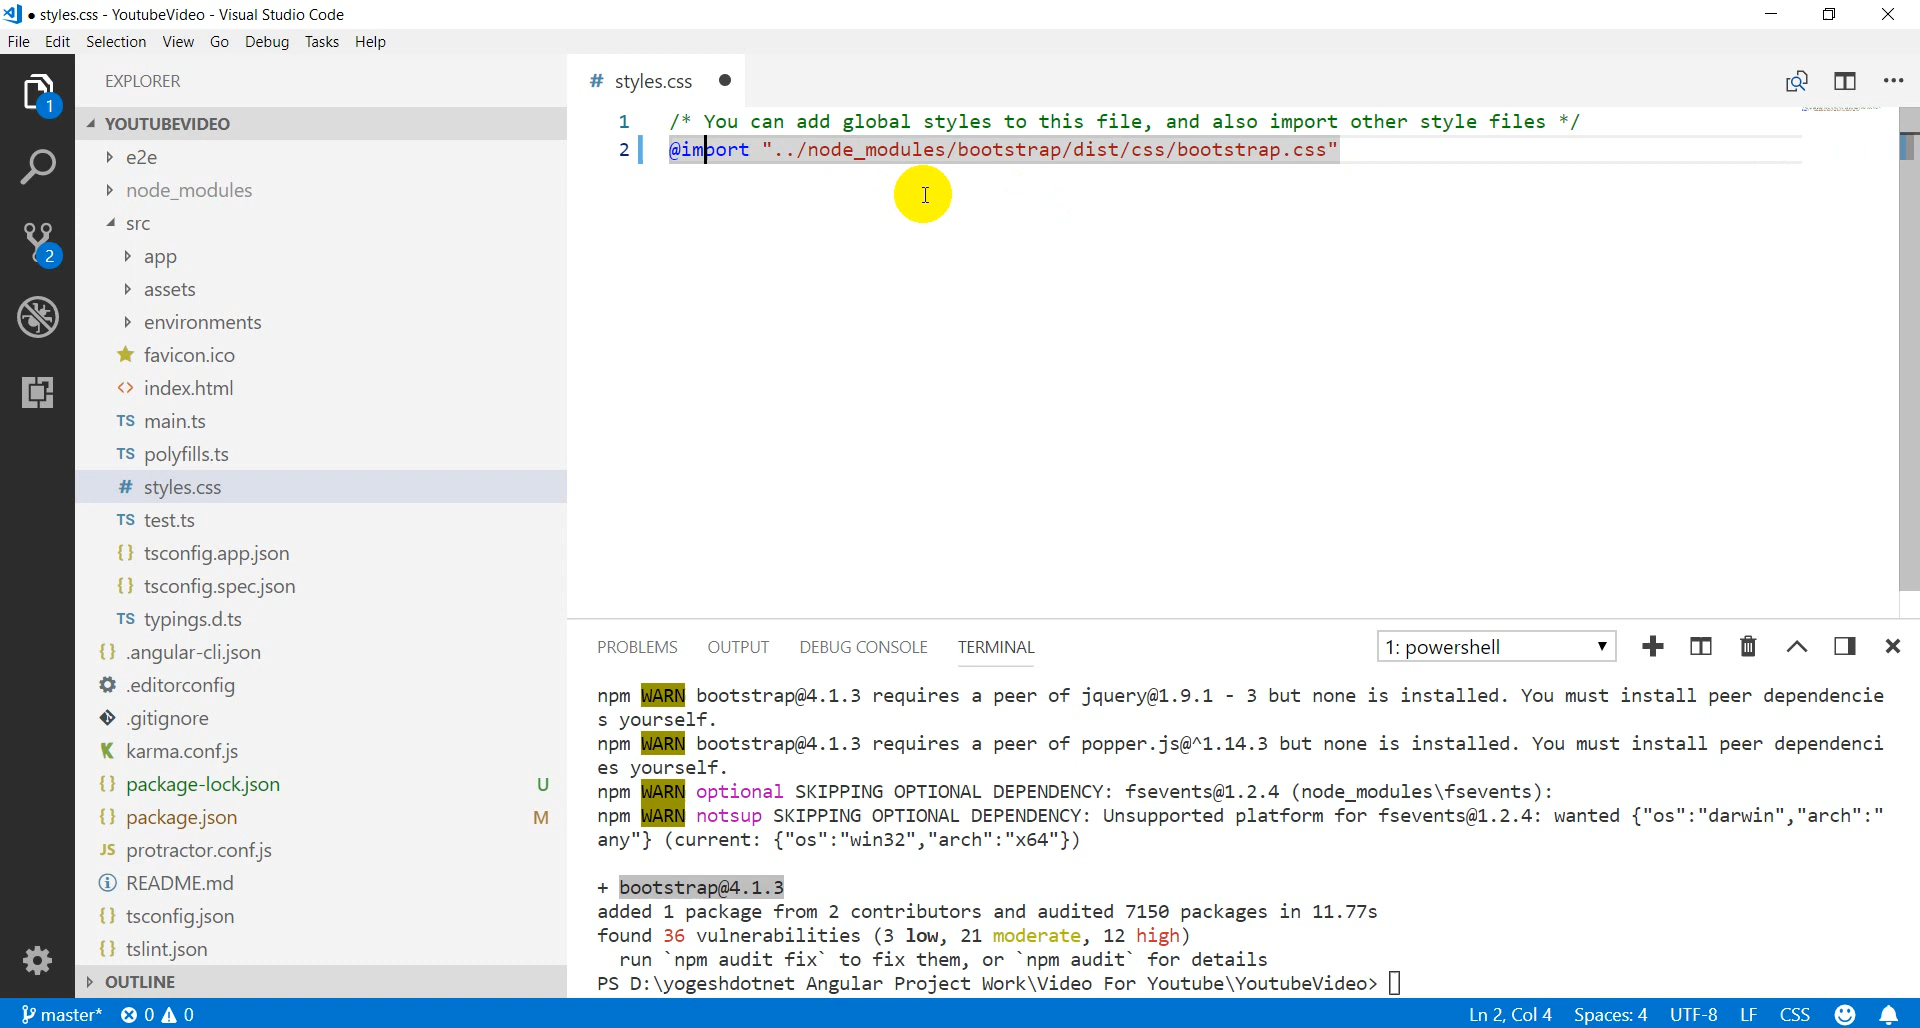 ● styles.css - YoutubeVideo - Visual Studio Code
File Edit Selection View Go Debug Tasks Help
EXPLORER
# styles.css ●
1
YOUTUBEVIDEO
e2e
node_modules
src
2
app
assets
environments
favicon.ico
<> index.html
TS main.ts
TS polyfills.ts
# styles.css
TS test.ts
{} tsconfig.app.json
{} tsconfig.spec.json
TS typings.d.ts
{} .angular-cli.json
.editorconfig
.gitignore
karma.conf.js
{} package-lock.json U
{} package.json M
JS protractor.conf.js
README.md
{} tsconfig.json
{} tslint.json
OUTLINE
1 /* You can add global styles to this file, and also import other style files */
2 @import "../node_modules/bootstrap/dist/css/bootstrap.css"
PROBLEMS OUTPUT DEBUG CONSOLE TERMINAL 1: powershell
npm WARN bootstrap@4.1.3 requires a peer of jquery@1.9.1 - 3 but none is installed. You must install peer dependencie
s yourself.
npm WARN bootstrap@4.1.3 requires a peer of popper.js@^1.14.3 but none is installed. You must install peer dependenci
es yourself.
npm WARN optional SKIPPING OPTIONAL DEPENDENCY: fsevents@1.2.4 (node_modules\fsevents):
npm WARN notsup SKIPPING OPTIONAL DEPENDENCY: Unsupported platform for fsevents@1.2.4: wanted {"os":"darwin","arch":"
any"} (current: {"os":"win32","arch":"x64"})
+ bootstrap@4.1.3
added 1 package from 2 contributors and audited 7150 packages in 11.77s
found 36 vulnerabilities (3 low, 21 moderate, 12 high)
run `npm audit fix` to fix them, or `npm audit` for details
PS D:\yogeshdotnet Angular Project Work\Video For Youtube\YoutubeVideo>
master* 0 0 Ln 2, Col 4 Spaces: 4 UTF-8 LF CSS